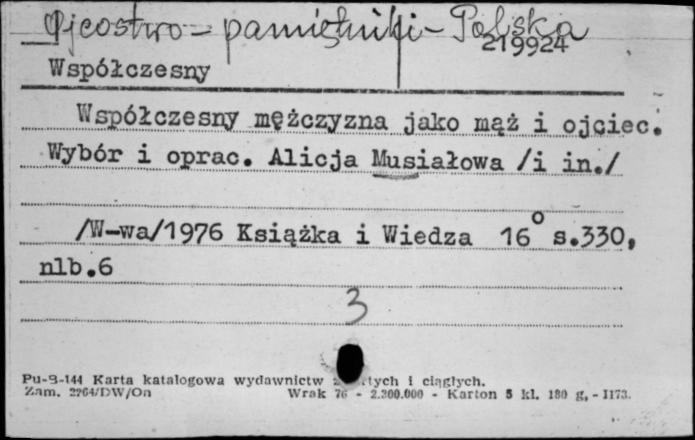 Ojcostwo - pamiętniki - Polska
219924
Współczesny
Współczesny mężczyzna jako mąż i ojciec.
Wybór i oprac. Alicja Musiałowa /i in./
/W-wa/1976 Książka i Wiedza 16° s.330,
nlb.6
3
Pu-9-144 Karta katalogowa wydawnictw i ciągłych.
Zam. 2264/DW/On Wrak 76 - 2.300.000 - Karton 5 kl. 180 g, - 1173.